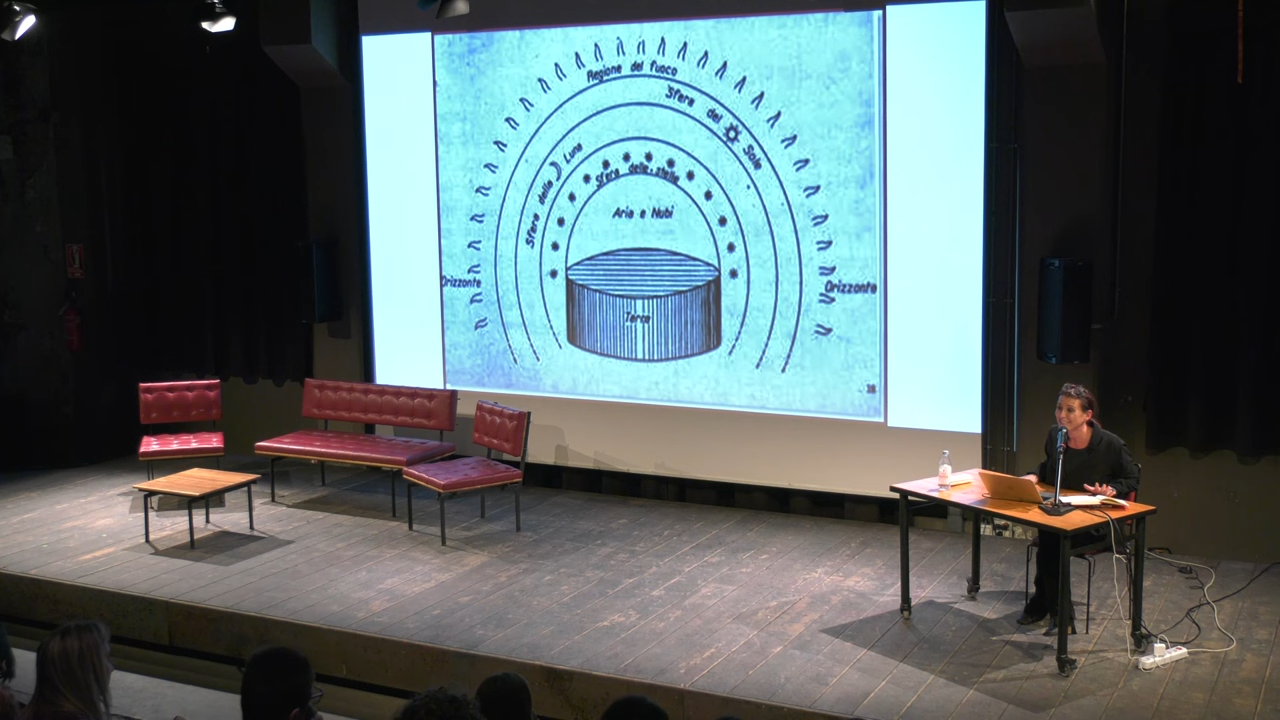 Regione del fuoco
Sfera del Sole
Sfera della Luna
Sfera delle stelle
Aria e Nubi
Orizzonte
Orizzonte
Terra